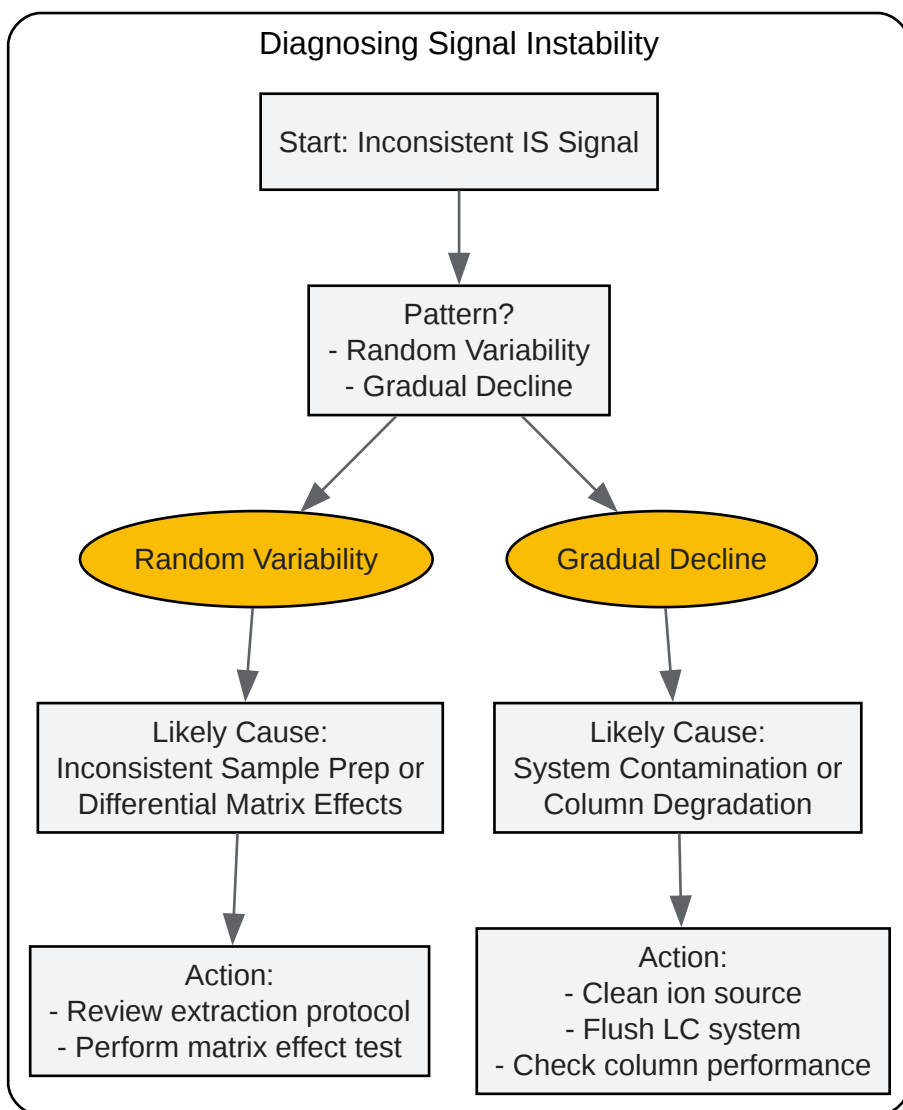 Diagnosing Signal Instability
Start: Inconsistent IS Signal
Pattern?
- Random Variability
- Gradual Decline
Random Variability
Gradual Decline
Likely Cause:
Inconsistent Sample Prep or
Differential Matrix Effects
Likely Cause:
System Contamination or
Column Degradation
Action:
- Review extraction protocol
- Perform matrix effect test
Action:
- Clean ion source
- Flush LC system
- Check column performance